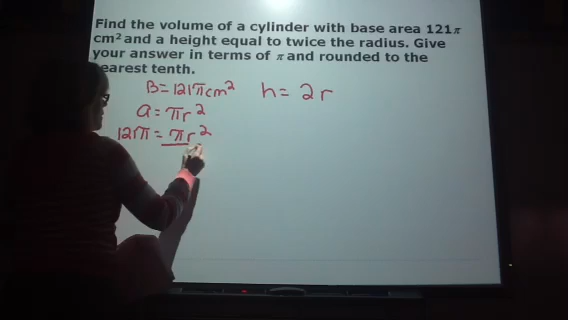 Find the volume of a cylinder with base area 121π
cm² and a height equal to twice the radius. Give
your answer in terms of π and rounded to the
earest tenth.
B = 121πcm² h = 2r
a = πr²
121π = πr²